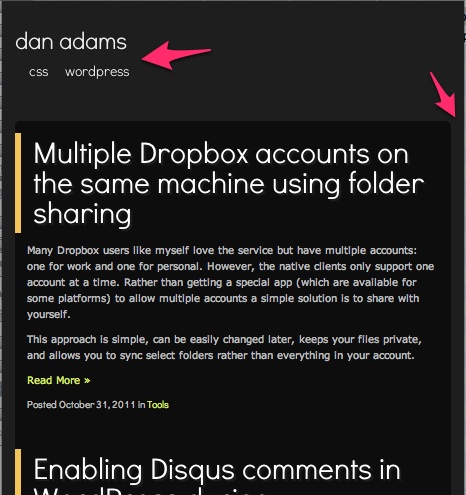 dan adams
css wordpress
Multiple Dropbox accounts on
the same machine using folder
sharing
Many Dropbox users like myself love the service but have multiple accounts:
one for work and one for personal. However, the native clients only support one
account at a time. Rather than getting a special app (which are available for
some platforms) to allow multiple accounts a simple solution is to share with
yourself.
This approach is simple, can be easily changed later, keeps your files private,
and allows you to sync select folders rather than everything in your account.
Read More »
Posted October 31, 2011 in Tools
Enabling Disqus comments in